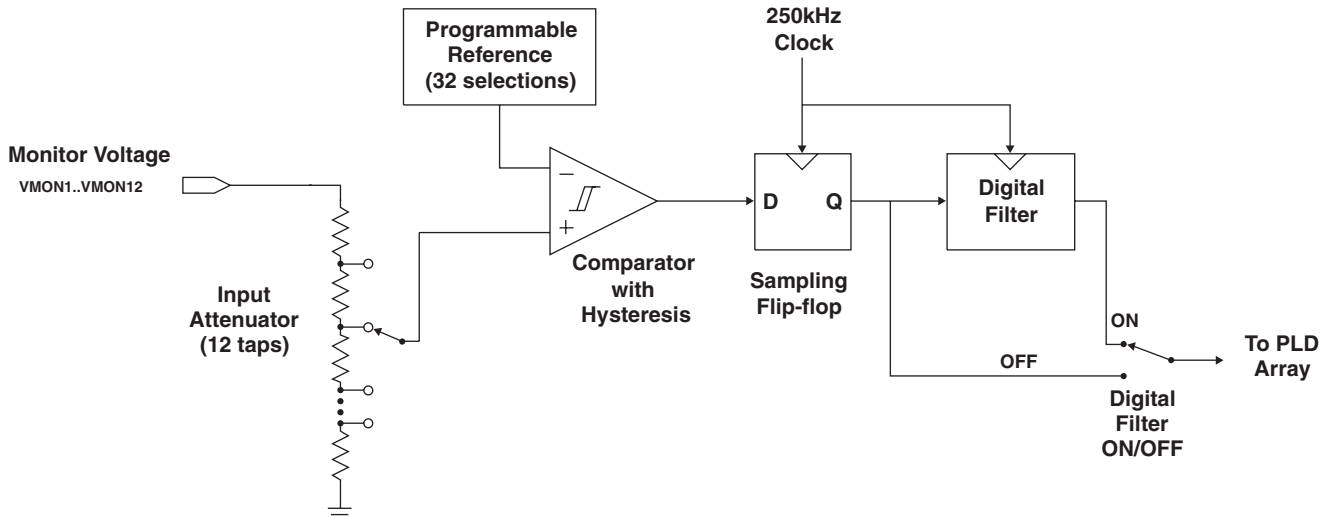 Programmable
Reference
(32 selections)
250kHz
Clock
Monitor Voltage
VMON1..VMON12
−
+
D
Q
Digital
Filter
Comparator
with
Hysteresis
Sampling
Flip-flop
Input
Attenuator
(12 taps)
ON
OFF
To PLD
Array
Digital
Filter
ON/OFF